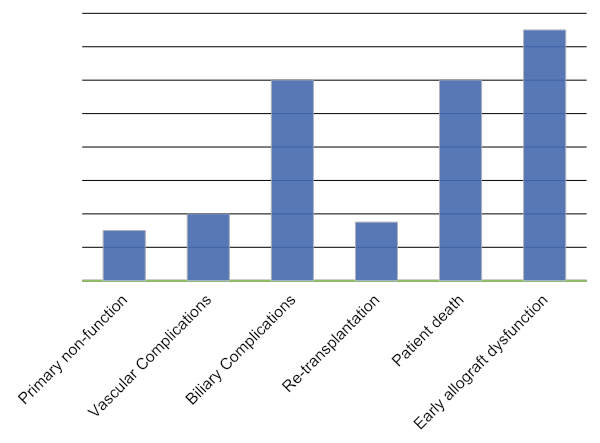 Primary non-function
Vascular Complications
Biliary Complications
Re-transplantation
Patient death
Early allograft dysfunction